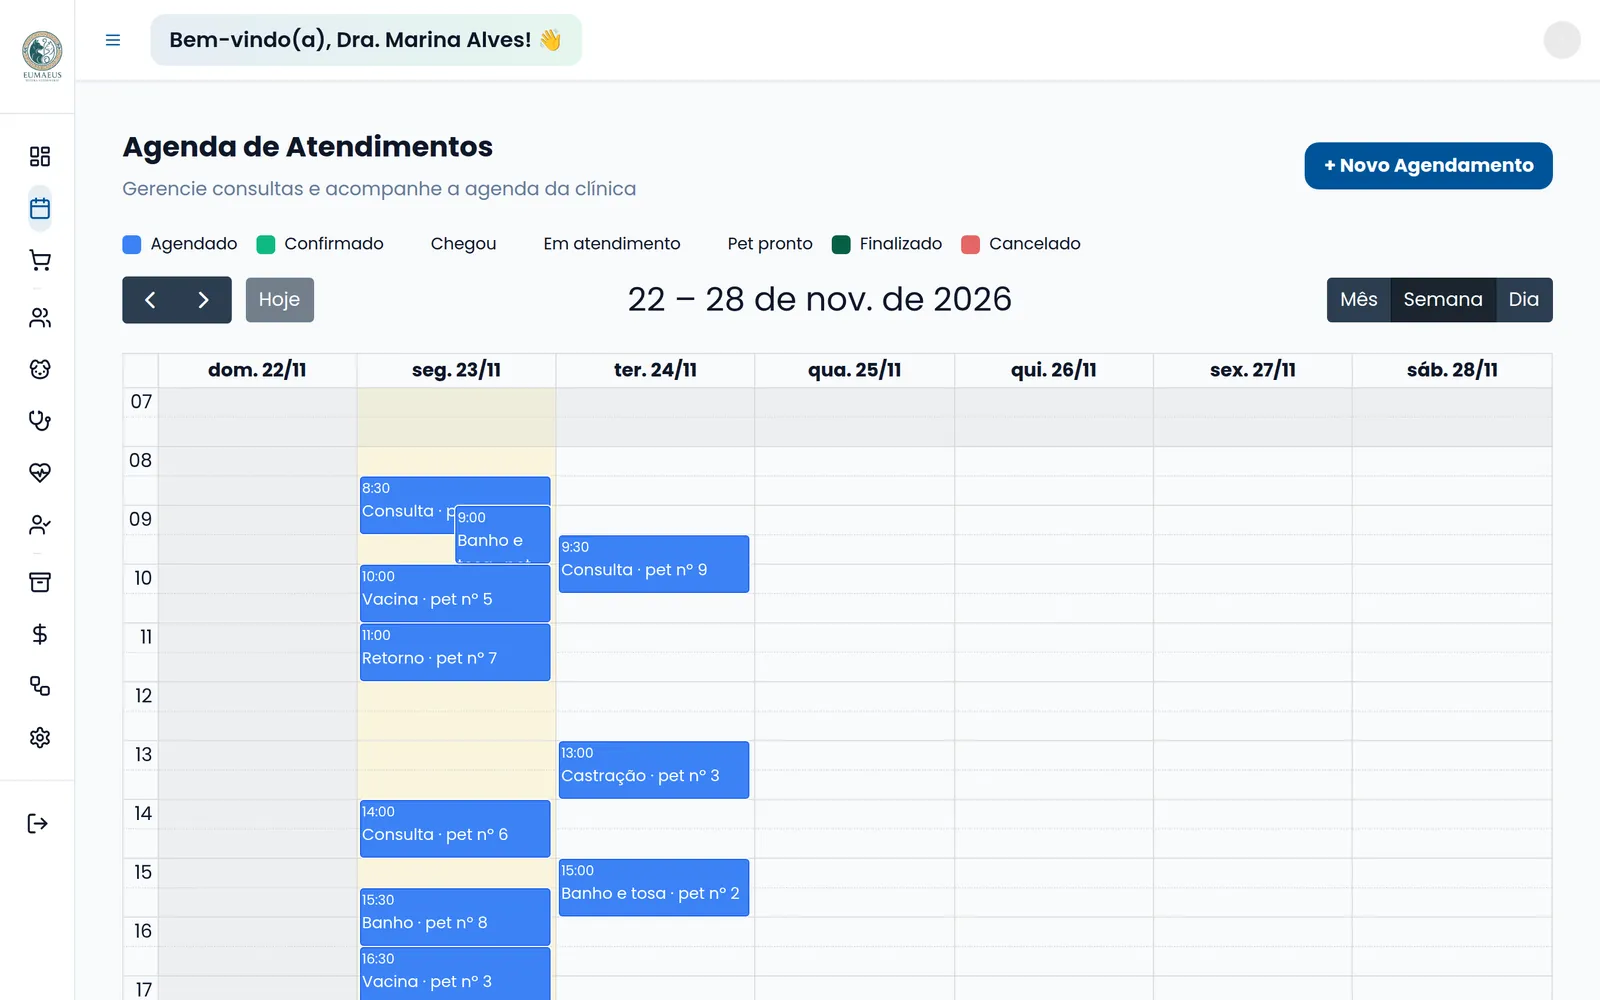 EUMAEUS
Bem-vindo(a), Dra. Marina Alves! 👋
Agenda de Atendimentos
Gerencie consultas e acompanhe a agenda da clínica
+ Novo Agendamento
Agendado Confirmado Chegou Em atendimento Pet pronto Finalizado Cancelado
Hoje
22 – 28 de nov. de 2026
Mês Semana Dia
dom. 22/11 seg. 23/11 ter. 24/11 qua. 25/11 qui. 26/11 sex. 27/11 sáb. 28/11
07
08
8:30
Consulta · p
09
9:00
Banho e
9:30
Consulta · pet nº 9
10
10:00
Vacina · pet nº 5
11
11:00
Retorno · pet nº 7
12
13
13:00
Castração · pet nº 3
14
14:00
Consulta · pet nº 6
15
15:00
Banho e tosa · pet nº 2
15:30
Banho · pet nº 8
16
16:30
Vacina · pet nº 3
17